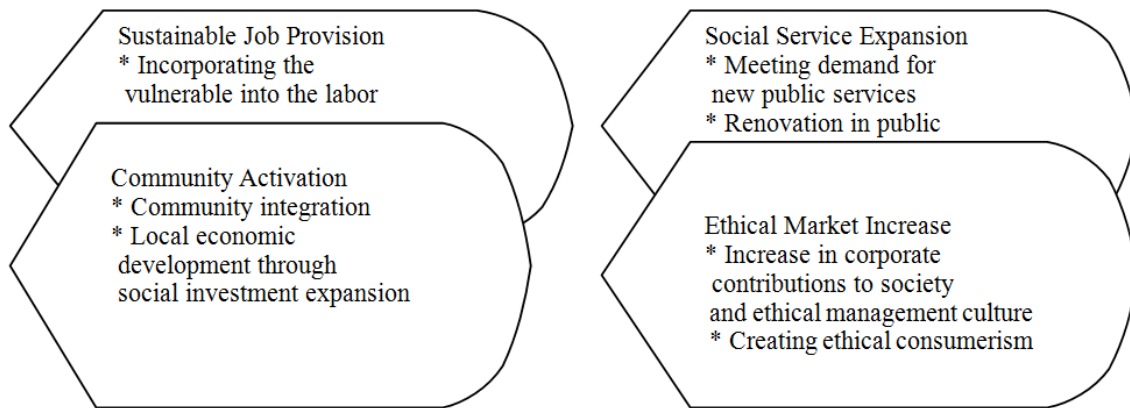 Sustainable Job Provision
* Incorporating the
vulnerable into the labor
Community Activation
* Community integration
* Local economic
development through
social investment expansion
Social Service Expansion
* Meeting demand for
new public services
* Renovation in public
Ethical Market Increase
* Increase in corporate
contributions to society
and ethical management culture
* Creating ethical consumerism